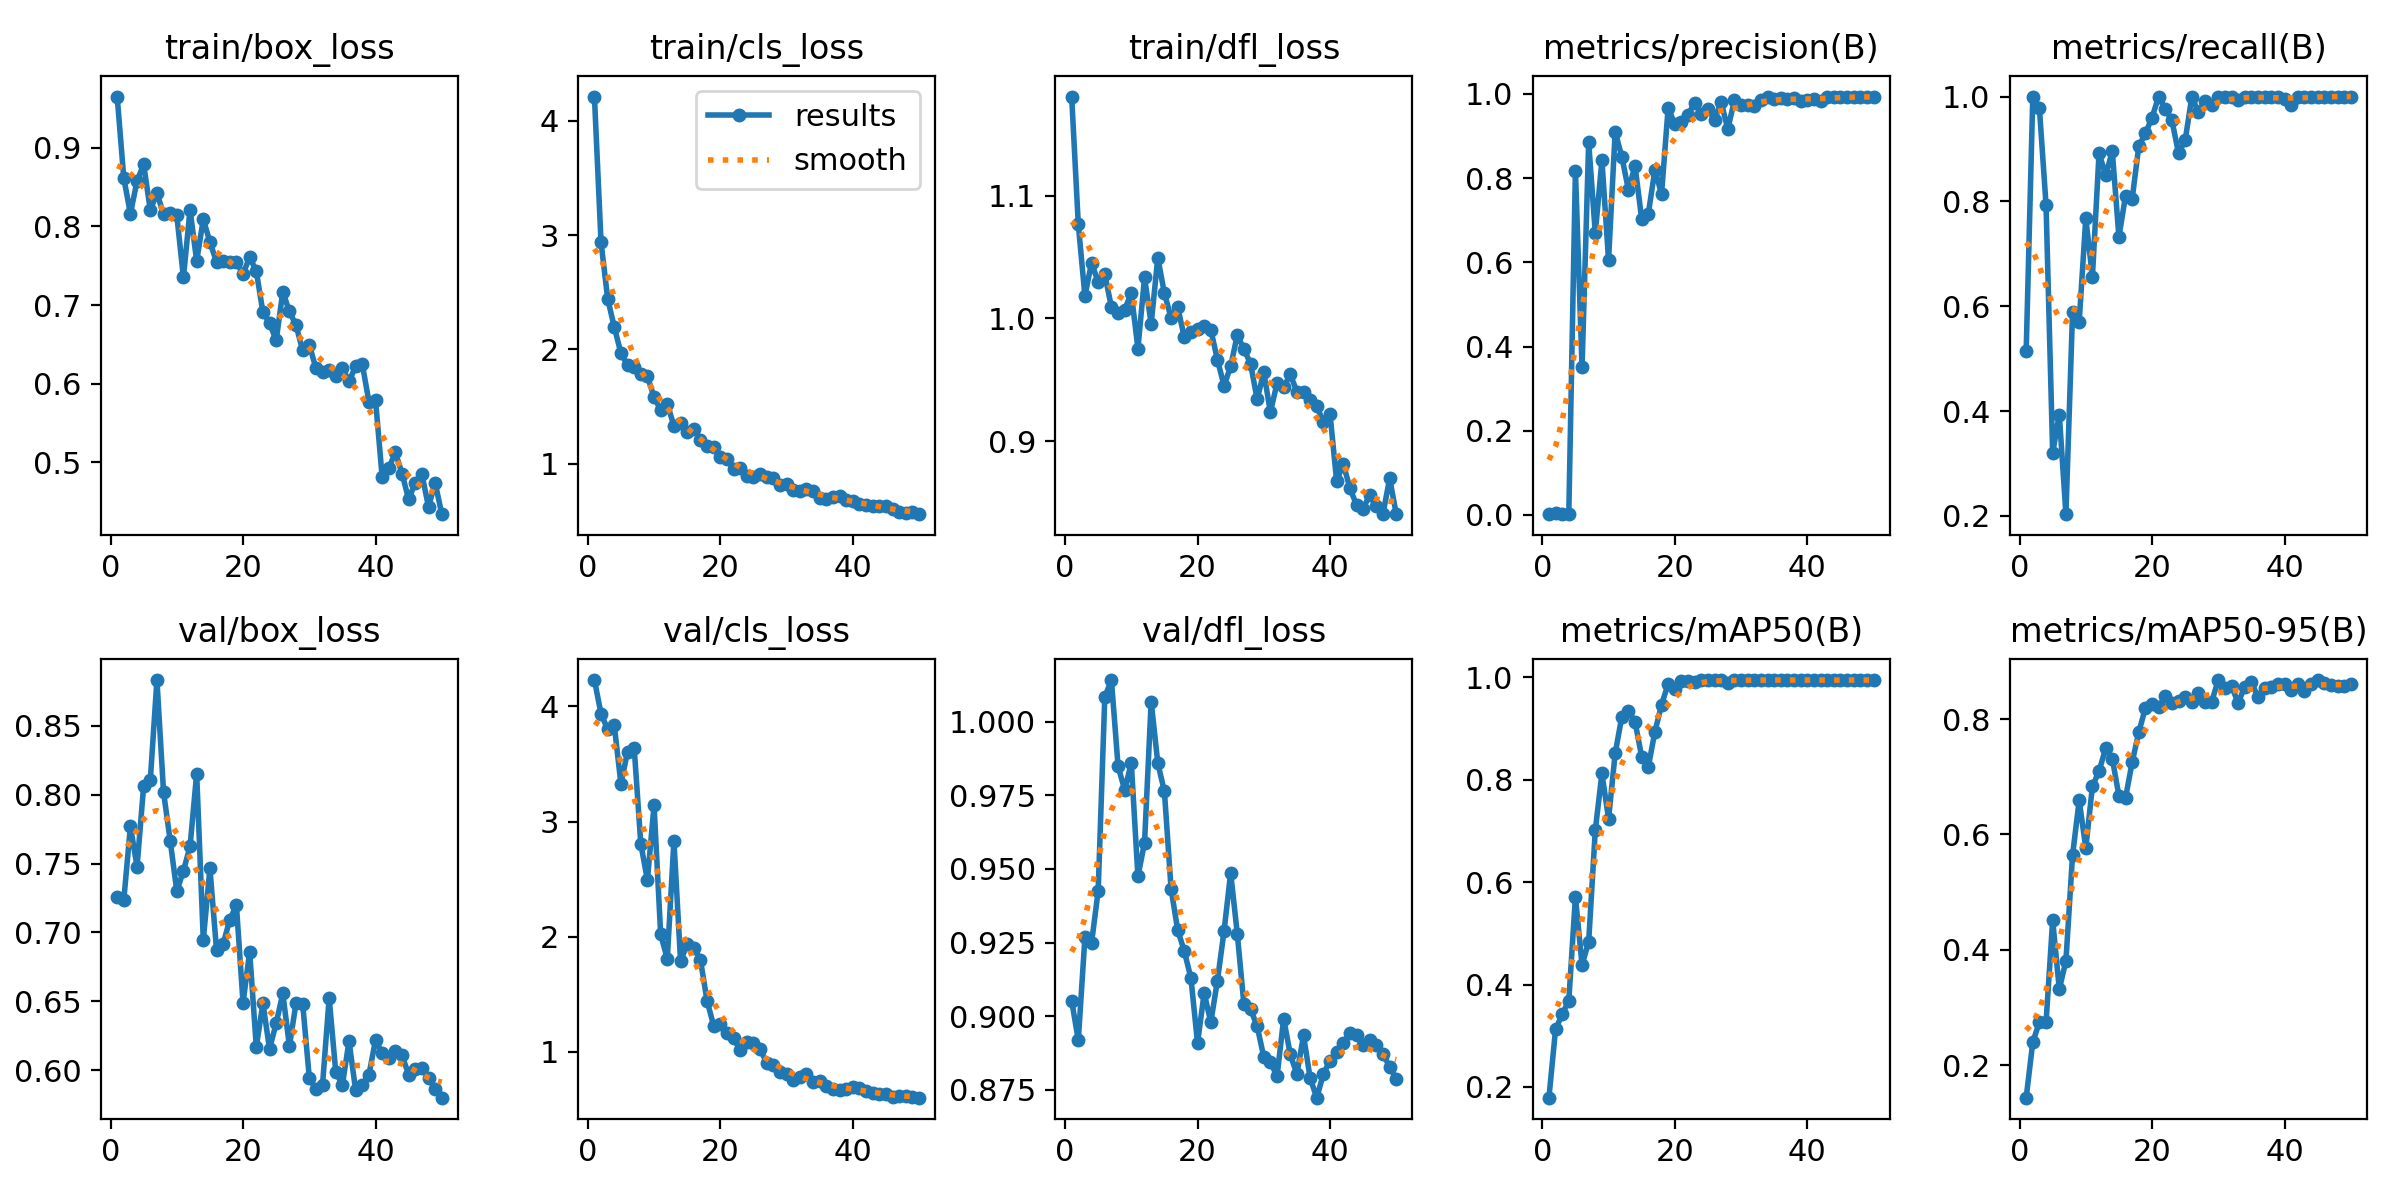 train/box_loss
0.9
0.8
0.7
0.6
0.5
0 20 40
train/cls_loss
results
smooth
4
3
2
1
0 20 40
train/dfl_loss
1.1
1.0
0.9
0 20 40
metrics/precision(B)
1.0
0.8
0.6
0.4
0.2
0.0
0 20 40
metrics/recall(B)
1.0
0.8
0.6
0.4
0.2
0 20 40
val/box_loss
0.85
0.80
0.75
0.70
0.65
0.60
0 20 40
val/cls_loss
4
3
2
1
0 20 40
val/dfl_loss
1.000
0.975
0.950
0.925
0.900
0.875
0 20 40
metrics/mAP50(B)
1.0
0.8
0.6
0.4
0.2
0 20 40
metrics/mAP50-95(B)
0.8
0.6
0.4
0.2
0 20 40